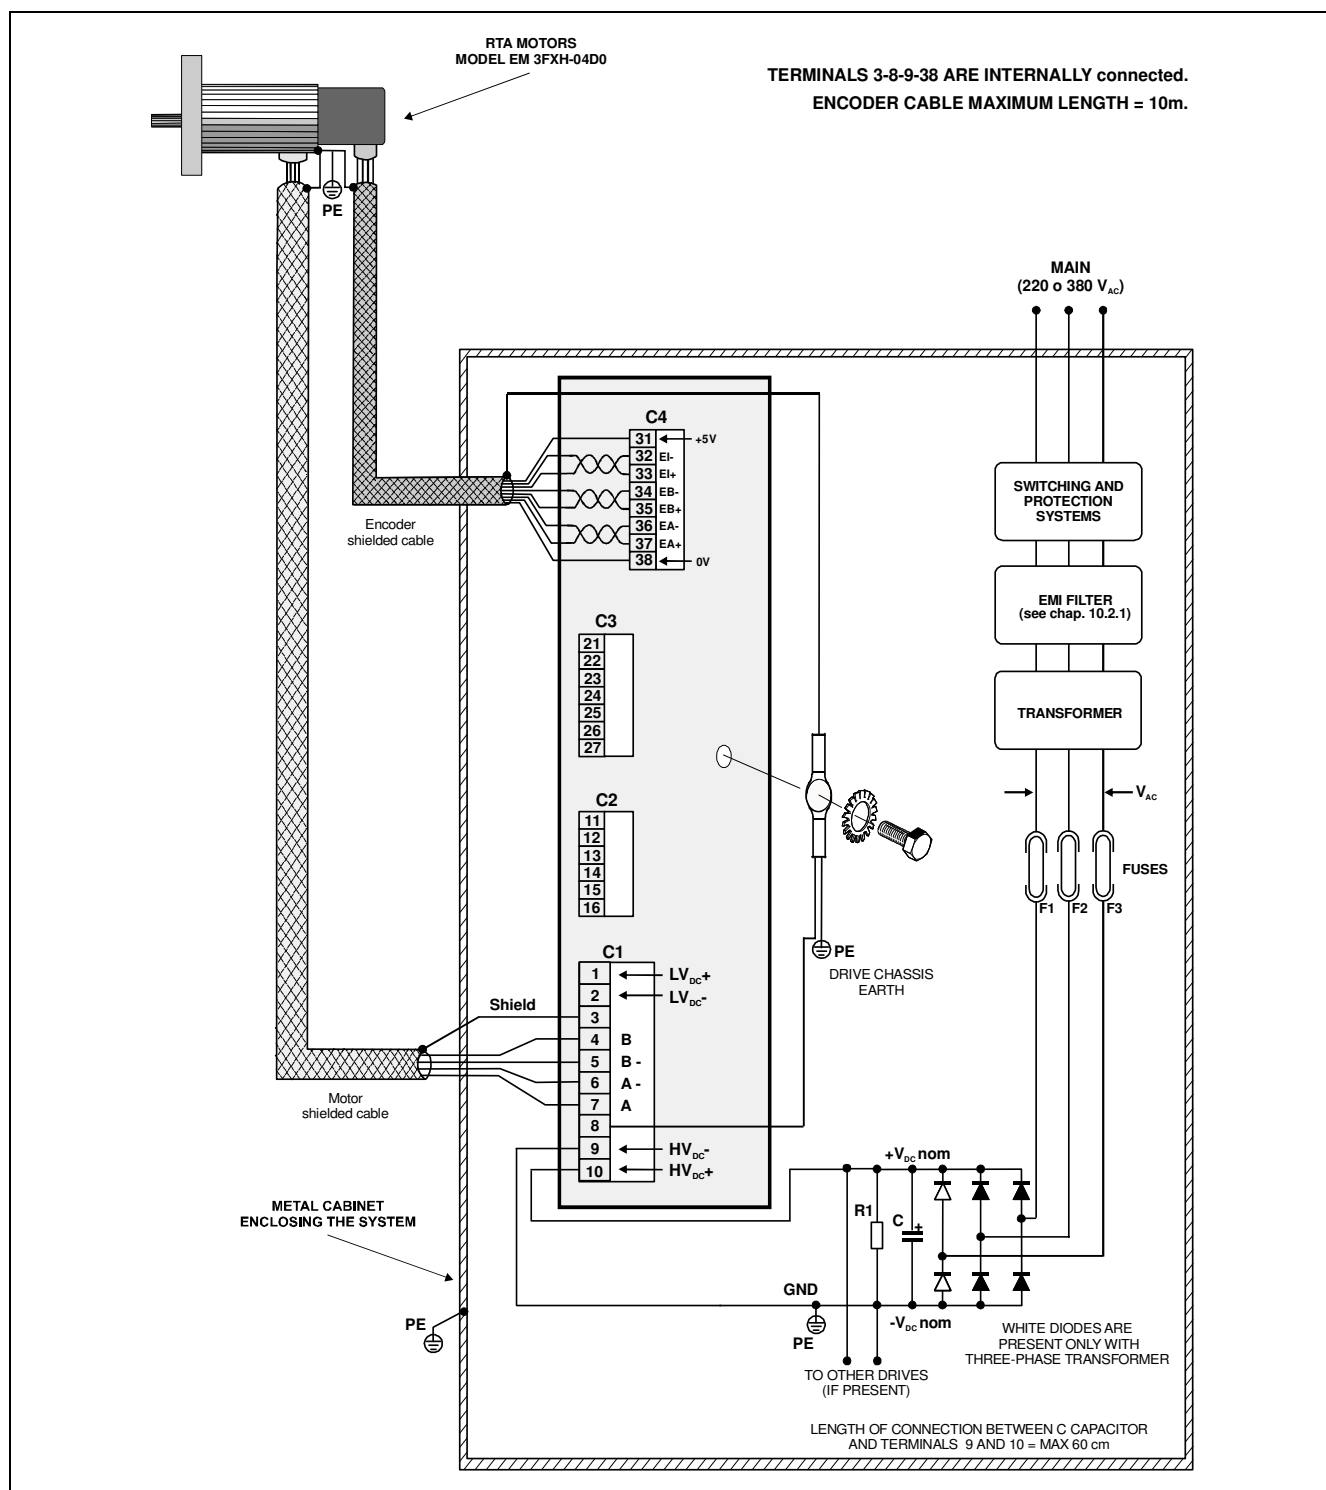 RTA MOTORS
MODEL EM 3FXH-04D0
TERMINALS 3-8-9-38 ARE INTERNALLY connected.
ENCODER CABLE MAXIMUM LENGTH = 10m.
PE
MAIN
(220 o 380 VAC)
C4
31 +5V
32 EI-
33 EI+
34 EB-
35 EB+
36 EA-
37 EA+
38 0V
Encoder
shielded cable
SWITCHING AND
PROTECTION
SYSTEMS
EMI FILTER
(see chap. 10.2.1)
TRANSFORMER
VAC
FUSES
F1 F2 F3
C3
21
22
23
24
25
26
27
C2
11
12
13
14
15
16
PE
DRIVE CHASSIS
EARTH
C1
1 LVDC+
2 LVDC-
Shield
3
4 B
5 B -
6 A -
7 A
8
9 HVDC-
10 HVDC+
Motor
shielded cable
METAL CABINET
ENCLOSING THE SYSTEM
PE
+VDC nom
R1
C
+
GND
PE
-VDC nom
WHITE DIODES ARE
PRESENT ONLY WITH
THREE-PHASE TRANSFORMER
TO OTHER DRIVES
(IF PRESENT)
LENGTH OF CONNECTION BETWEEN C CAPACITOR
AND TERMINALS 9 AND 10 = MAX 60 cm